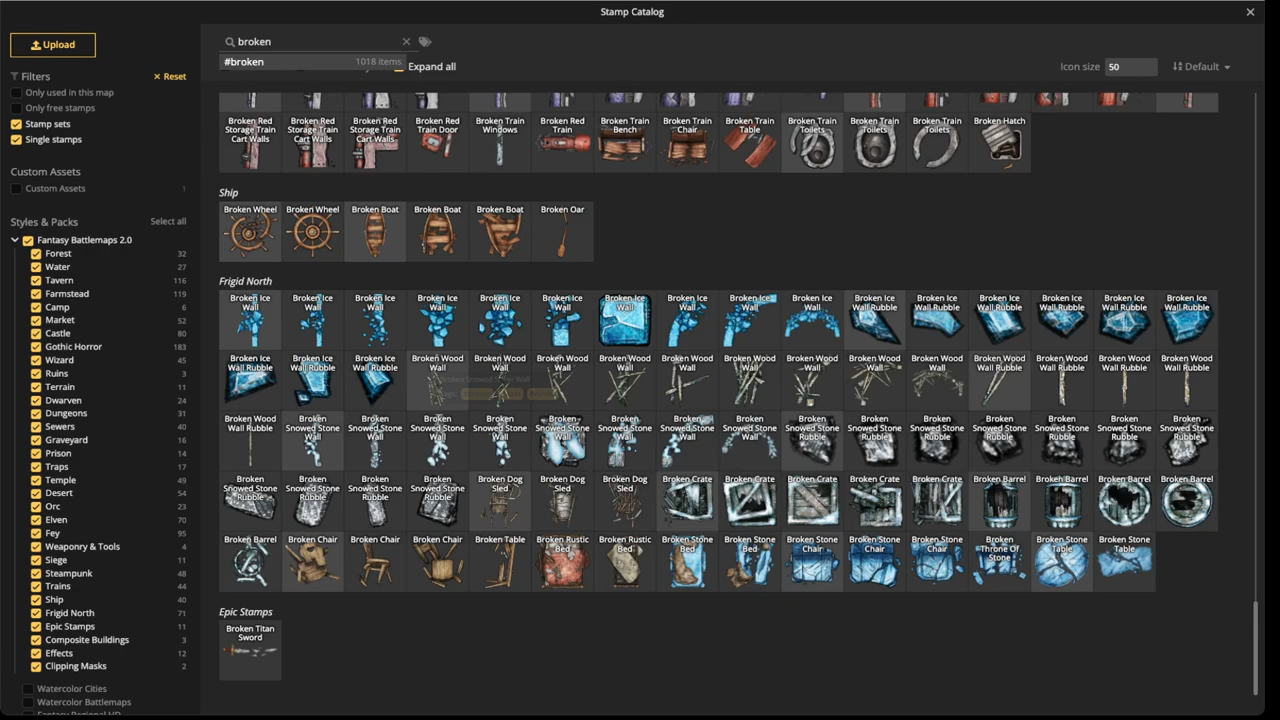 Stamp Catalog
Upload
Filters
Reset
Only used in this map
Only free stamps
Stamp sets
Single stamps
Custom Assets
Custom Assets 1
Styles & Packs Select all
Fantasy Battlemaps 2.0
Forest 32
Water 27
Tavern 116
Farmstead 119
Camp 6
Market 52
Castle 80
Gothic Horror 183
Wizard 45
Ruins 3
Terrain 11
Dwarven 24
Dungeons 31
Sewers 40
Graveyard 16
Prison 14
Traps 17
Temple 49
Desert 54
Orc 23
Elven 70
Fey 95
Weaponry & Tools 4
Siege 11
Steampunk 48
Trains 44
Ship 40
Frigid North 71
Epic Stamps 11
Composite Buildings 3
Effects 12
Clipping Masks 2
Watercolor Cities
Watercolor Battlemaps
Fantasy Regional HD
broken
#broken 1018 items
Expand all
Icon size 50
Default
Broken Red Storage Train Cart Walls
Broken Red Storage Train Cart Walls
Broken Red Storage Train Cart Walls
Broken Red Train Door
Broken Train Windows
Broken Red Train
Broken Train Bench
Broken Train Chair
Broken Train Table
Broken Train Toilets
Broken Train Toilets
Broken Train Toilets
Broken Hatch
Ship
Broken Wheel
Broken Wheel
Broken Boat
Broken Boat
Broken Boat
Broken Oar
Frigid North
Broken Ice Wall
Broken Ice Wall
Broken Ice Wall
Broken Ice Wall
Broken Ice Wall
Broken Ice Wall
Broken Ice Wall
Broken Ice Wall
Broken Ice Wall
Broken Ice Wall
Broken Ice Wall Rubble
Broken Ice Wall Rubble
Broken Ice Wall Rubble
Broken Ice Wall Rubble
Broken Ice Wall Rubble
Broken Ice Wall Rubble
Broken Ice Wall Rubble
Broken Ice Wall Rubble
Broken Ice Wall Rubble
Broken Wood Wall
Broken Wood Wall
Broken Wood Wall
Broken Wood Wall
Broken Wood Wall
Broken Wood Wall
Broken Wood Wall
Broken Wood Wall
Broken Wood Wall
Broken Wood Wall Rubble
Broken Wood Wall Rubble
Broken Wood Wall Rubble
Broken Wood Wall Rubble
Broken Wood Wall Rubble
Broken Snowed Stone Wall
Broken Snowed Stone Wall
Broken Snowed Stone Wall
Broken Snowed Stone Wall
Broken Snowed Stone Wall
Broken Snowed Stone Wall
Broken Snowed Stone Wall
Broken Snowed Stone Wall
Broken Snowed Stone Rubble
Broken Snowed Stone Rubble
Broken Snowed Stone Rubble
Broken Snowed Stone Rubble
Broken Snowed Stone Rubble
Broken Snowed Stone Rubble
Broken Snowed Stone Rubble
Broken Snowed Stone Rubble
Broken Snowed Stone Rubble
Broken Snowed Stone Rubble
Broken Snowed Stone Rubble
Broken Dog Sled
Broken Dog Sled
Broken Dog Sled
Broken Crate
Broken Crate
Broken Crate
Broken Crate
Broken Crate
Broken Barrel
Broken Barrel
Broken Barrel
Broken Barrel
Broken Barrel
Broken Chair
Broken Chair
Broken Chair
Broken Table
Broken Rustic Bed
Broken Rustic Bed
Broken Stone Bed
Broken Stone Bed
Broken Stone Chair
Broken Stone Chair
Broken Stone Chair
Broken Throne Of Stone
Broken Stone Table
Broken Stone Table
Epic Stamps
Broken Titan Sword